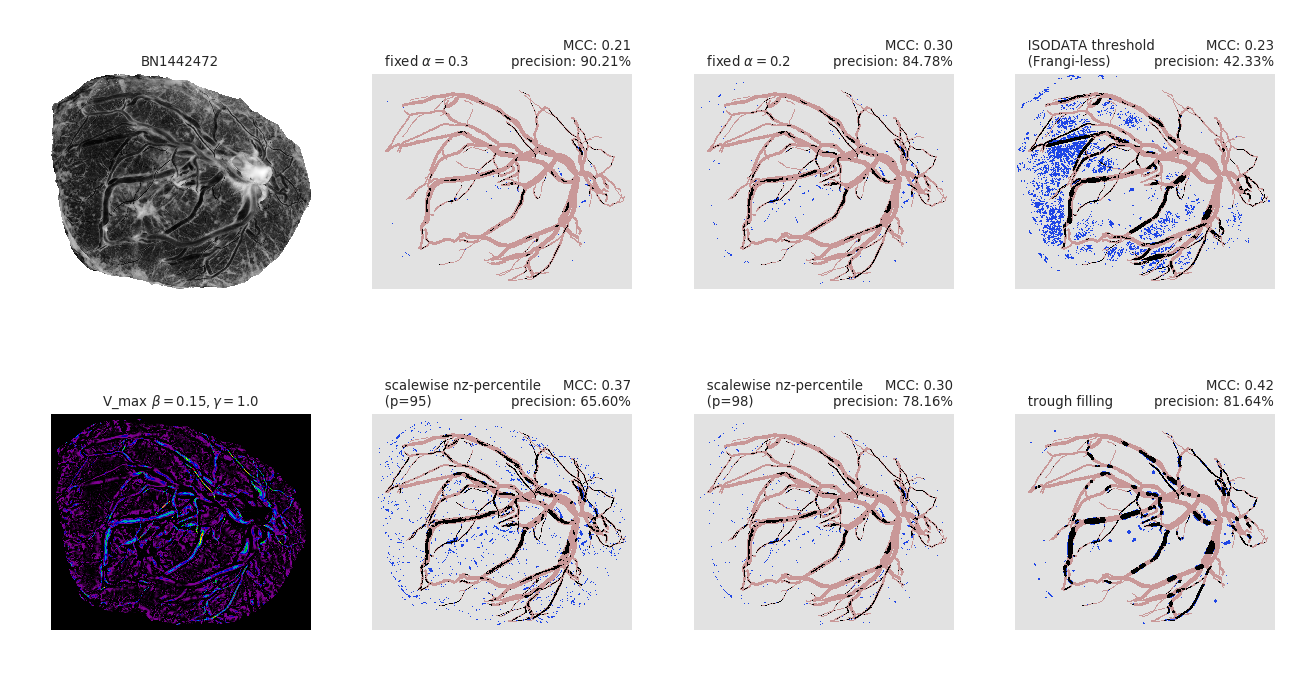 BN1442472
MCC: 0.21
fixed α = 0.3 precision: 90.21%
MCC: 0.30
fixed α = 0.2 precision: 84.78%
ISODATA threshold MCC: 0.23
(Frangi-less) precision: 42.33%
V_max β = 0.15, γ = 1.0
scalewise nz-percentile MCC: 0.37
(p=95) precision: 65.60%
scalewise nz-percentile MCC: 0.30
(p=98) precision: 78.16%
MCC: 0.42
trough filling precision: 81.64%